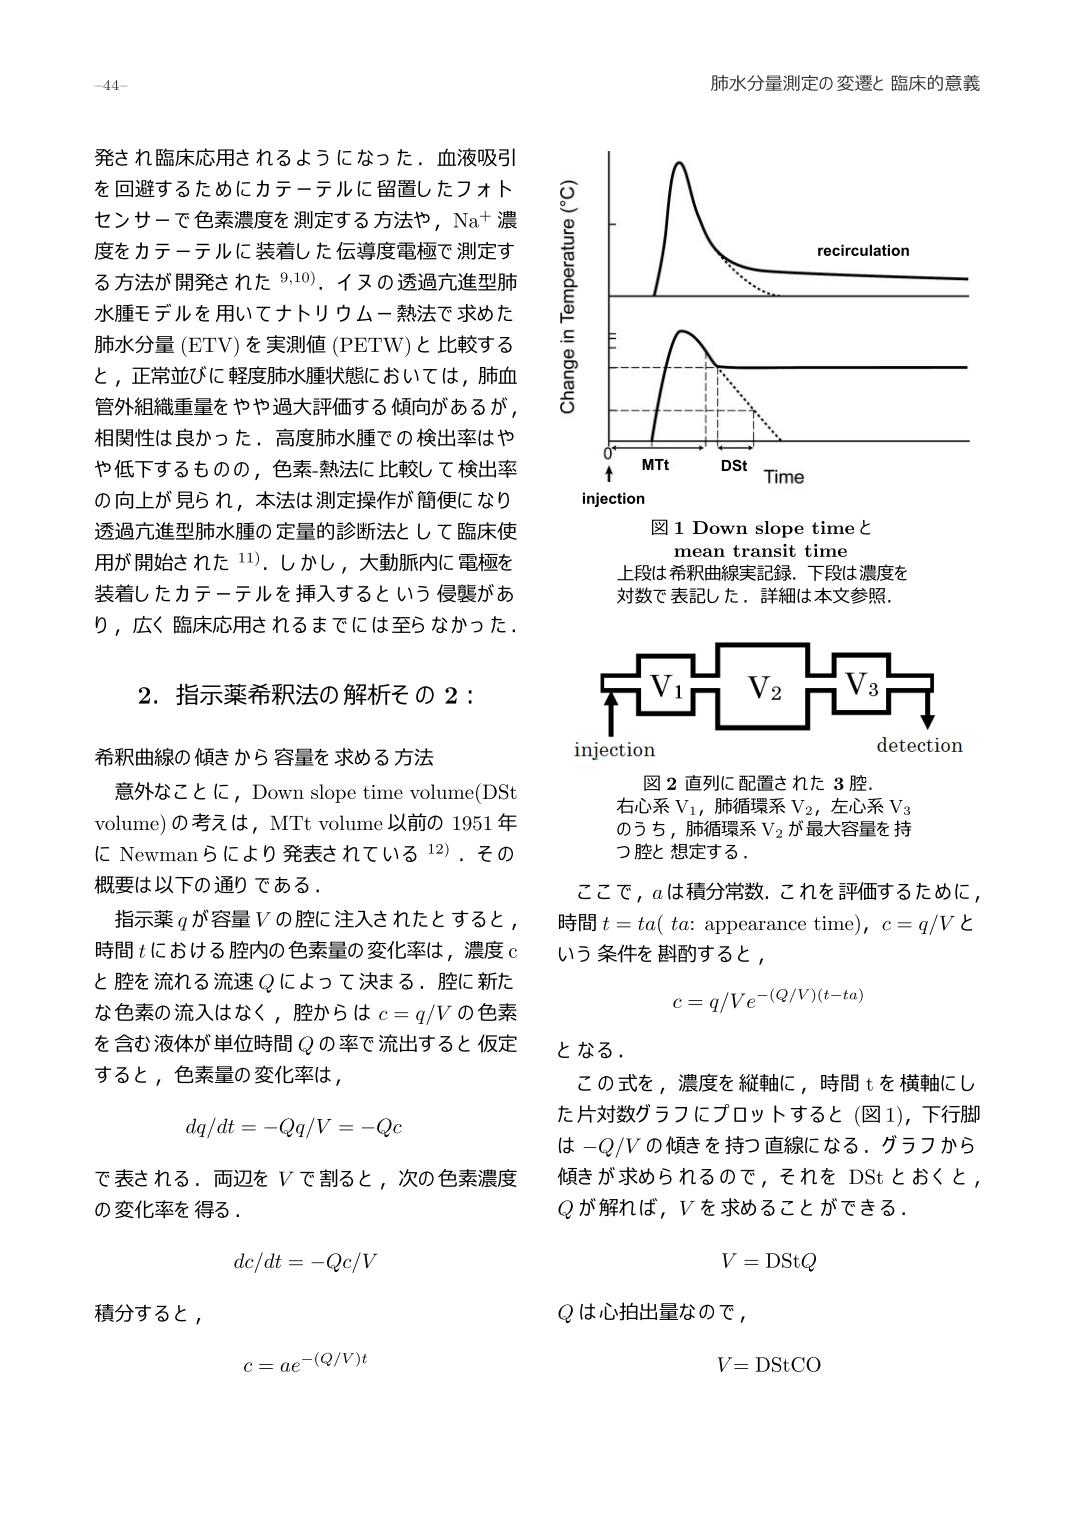 –44–
肺水分量測定の変遷と臨床的意義
発され臨床応用されるようになった．血液吸引
を回避するためにカテーテルに留置したフォト
センサーで色素濃度を測定する方法や，Na⁺ 濃
度をカテーテルに装着した伝導度電極で測定す
る方法が開発された ⁹,¹⁰⁾．イヌの透過亢進型肺
水腫モデルを用いてナトリウム－熱法で求めた
肺水分量 (ETV) を実測値 (PETW) と比較する
と，正常並びに軽度肺水腫状態においては，肺血
管外組織重量をやや過大評価する傾向があるが，
相関性は良かった．高度肺水腫での検出率はや
や低下するものの，色素-熱法に比較して検出率
の向上が見られ，本法は測定操作が簡便になり
透過亢進型肺水腫の定量的診断法として臨床使
用が開始された ¹¹⁾．しかし，大動脈内に電極を
装着したカテーテルを挿入するという侵襲があ
り，広く臨床応用されるまでには至らなかった．
2. 指示薬希釈法の解析その 2：
希釈曲線の傾きから容量を求める方法
意外なことに，Down slope time volume(DSt
volume) の考えは，MTt volume 以前の 1951 年
に Newman らにより発表されている ¹²⁾．その
概要は以下の通りである．
指示薬 q が容量 V の腔に注入されたとすると，
時間 t における腔内の色素量の変化率は，濃度 c
と腔を流れる流速 Q によって決まる．腔に新た
な色素の流入はなく，腔からは c = q/V の色素
を含む液体が単位時間 Q の率で流出すると仮定
すると，色素量の変化率は，
dq/dt = −Qq/V = −Qc
で表される．両辺を V で割ると，次の色素濃度
の変化率を得る．
dc/dt = −Qc/V
積分すると，
c = ae^{−(Q/V)t}
Change in Temperature (°C)
recirculation
0
MTt
DSt
Time
injection
図 1 Down slope time と
mean transit time
上段は希釈曲線実記録．下段は濃度を
対数で表記した．詳細は本文参照．
V₁
V₂
V₃
injection
detection
図 2 直列に配置された 3 腔．
右心系 V₁，肺循環系 V₂，左心系 V₃
のうち，肺循環系 V₂ が最大容量を持
つ腔と想定する．
ここで，a は積分常数．これを評価するために，
時間 t = ta( ta: appearance time)，c = q/V と
いう条件を斟酌すると，
c = q/Ve^{−(Q/V)(t−ta)}
となる．
この式を，濃度を縦軸に，時間 t を横軸にし
た片対数グラフにプロットすると (図 1)，下行脚
は −Q/V の傾きを持つ直線になる．グラフから
傾きが求められるので，それを DSt とおくと，
Q が解れば，V を求めることができる．
V = DStQ
Q は心拍出量なので，
V= DStCO